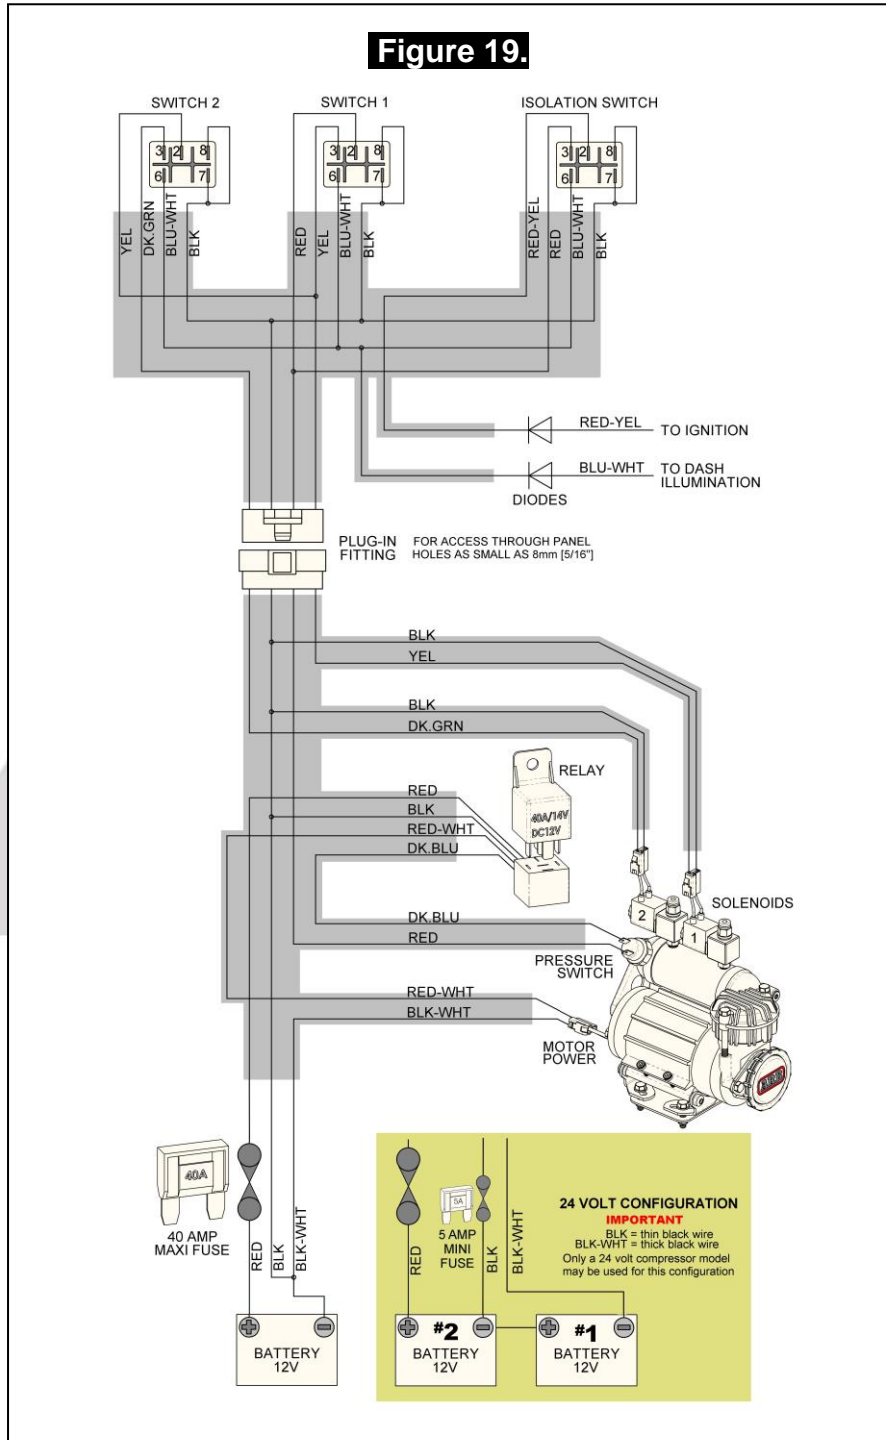 Figure 19.
SWITCH 2
SWITCH 1
ISOLATION SWITCH
3 2 8
6 7
3 2 8
6 7
3 2 8
6 7
YEL
DK.GRN
BLU-WHT
BLK
RED
YEL
BLU-WHT
BLK
RED-YEL
RED
BLU-WHT
BLK
RED-YEL
TO IGNITION
BLU-WHT
TO DASH
ILLUMINATION
DIODES
PLUG-IN
FITTING
FOR ACCESS THROUGH PANEL
HOLES AS SMALL AS 8mm [5/16"]
BLK
YEL
BLK
DK.GRN
RELAY
40A/14V
DC12V
RED
BLK
RED-WHT
DK.BLU
SOLENOIDS
2
1
DK.BLU
RED
PRESSURE
SWITCH
RED-WHT
BLK-WHT
MOTOR
POWER
40A
40 AMP
MAXI FUSE
RED
BLK
BLK-WHT
+
−
BATTERY
12V
5A
5 AMP
MINI
FUSE
RED
BLK
BLK-WHT
24 VOLT CONFIGURATION
IMPORTANT
BLK = thin black wire
BLK-WHT = thick black wire
Only a 24 volt compressor model
may be used for this configuration
+
#2
−
BATTERY
12V
+
#1
−
BATTERY
12V